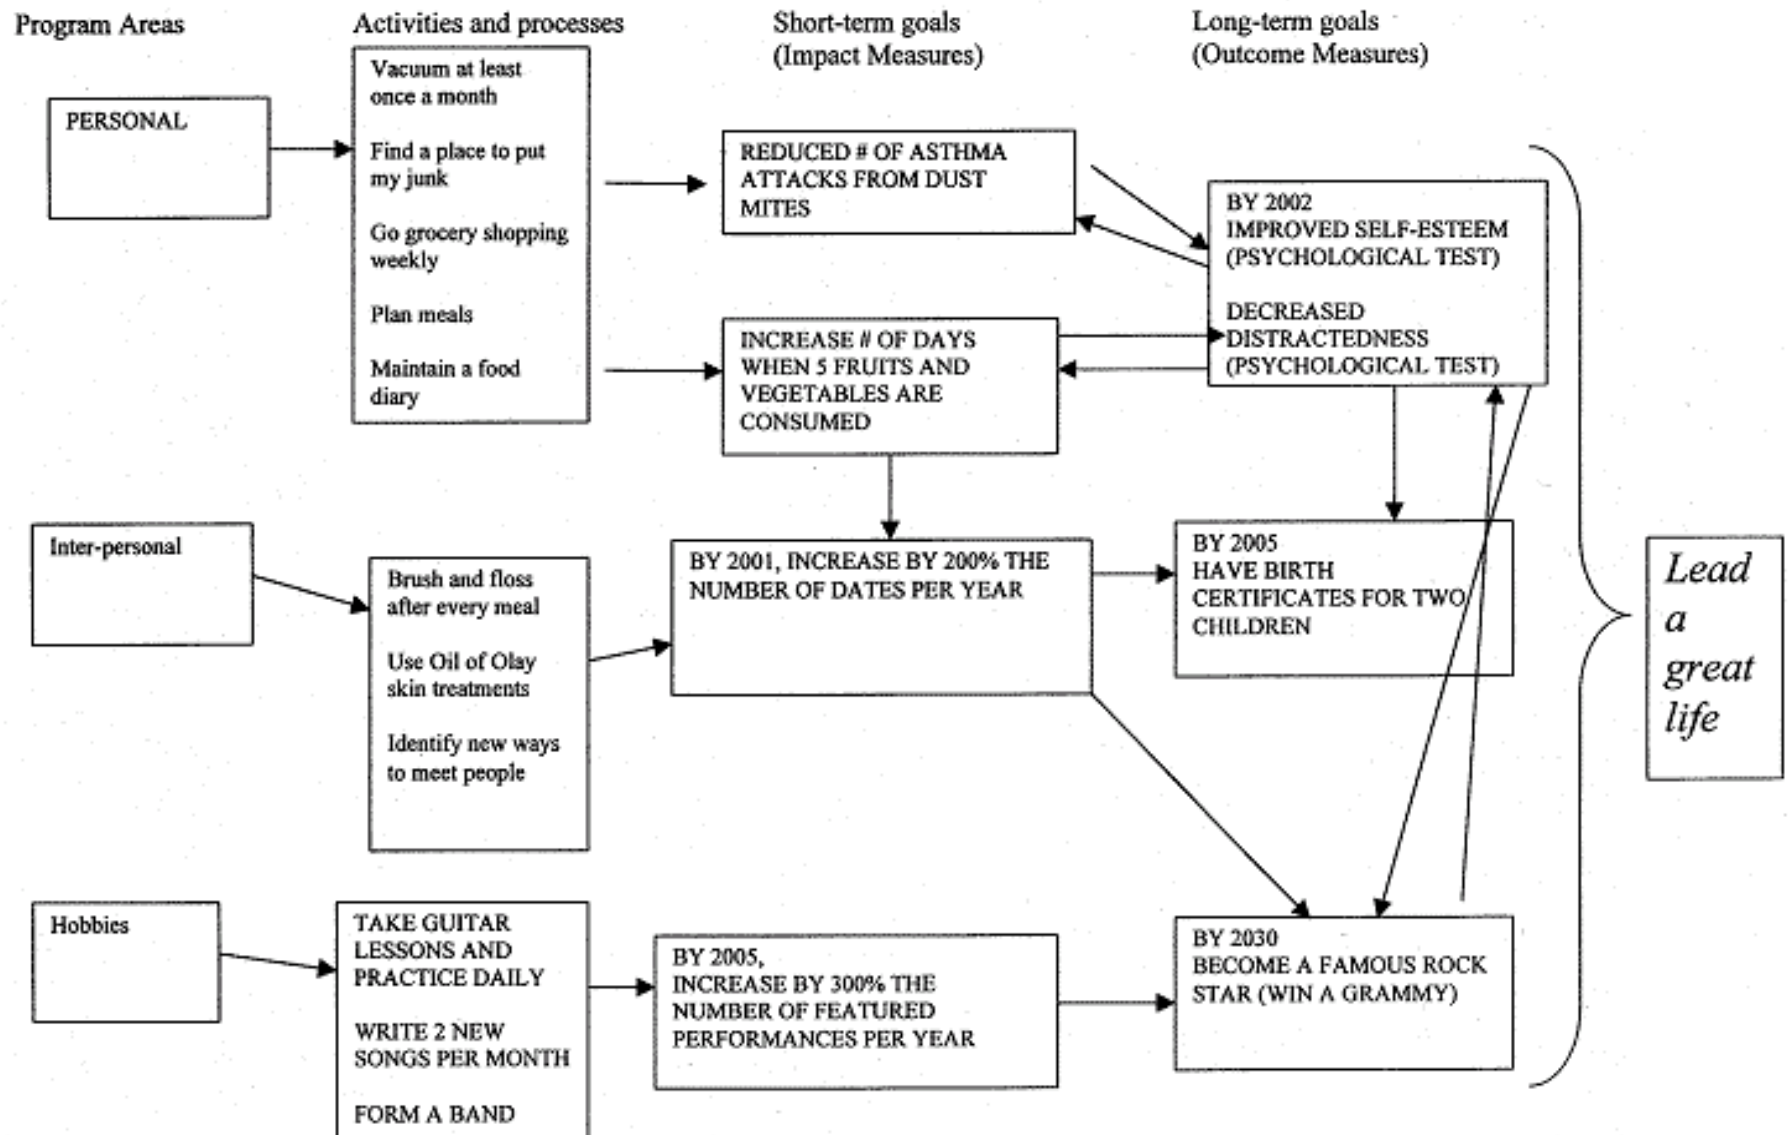 Program Areas
Activities and processes
Short-term goals
(Impact Measures)
Long-term goals
(Outcome Measures)
PERSONAL
Vacuum at least
once a month
Find a place to put
my junk
Go grocery shopping
weekly
Plan meals
Maintain a food
diary
REDUCED # OF ASTHMA
ATTACKS FROM DUST
MITES
INCREASE # OF DAYS
WHEN 5 FRUITS AND
VEGETABLES ARE
CONSUMED
BY 2002
IMPROVED SELF-ESTEEM
(PSYCHOLOGICAL TEST)
DECREASED
DISTRACTEDNESS
(PSYCHOLOGICAL TEST)
Inter-personal
Brush and floss
after every meal
Use Oil of Olay
skin treatments
Identify new ways
to meet people
BY 2001, INCREASE BY 200% THE
NUMBER OF DATES PER YEAR
BY 2005
HAVE BIRTH
CERTIFICATES FOR TWO
CHILDREN
Hobbies
TAKE GUITAR
LESSONS AND
PRACTICE DAILY
WRITE 2 NEW
SONGS PER MONTH
FORM A BAND
BY 2005,
INCREASE BY 300% THE
NUMBER OF FEATURED
PERFORMANCES PER YEAR
BY 2030
BECOME A FAMOUS ROCK
STAR (WIN A GRAMMY)
Lead
a
great
life